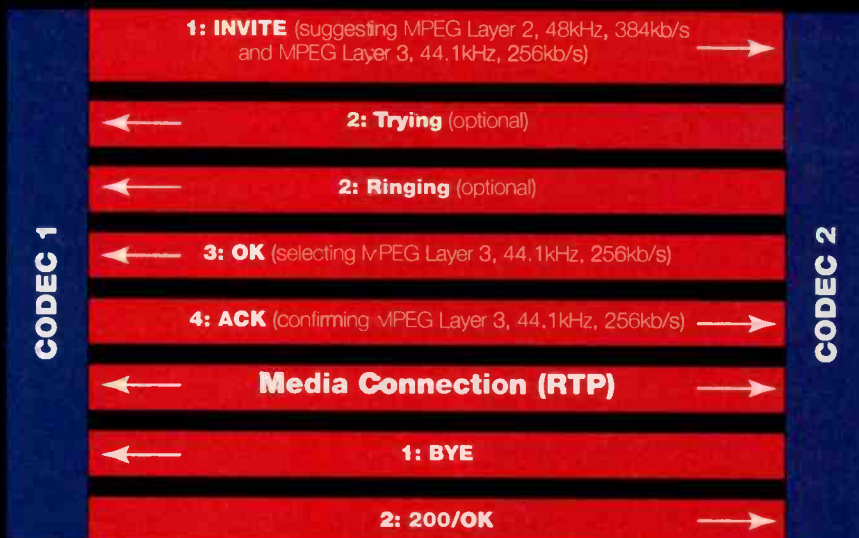 1: INVITE (suggesting MPEG Layer 2, 48kHz, 384kb/s
and MPEG Layer 3, 44.1kHz, 256kb/s)
2: Trying (optional)
2: Ringing (optional)
CODEC 1
3: OK (selecting MPEG Layer 3, 44.1kHz, 256kb/s)
CODEC 2
4: ACK (confirming MPEG Layer 3, 44.1kHz, 256kb/s)
Media Connection (RTP)
1: BYE
2: 200/OK